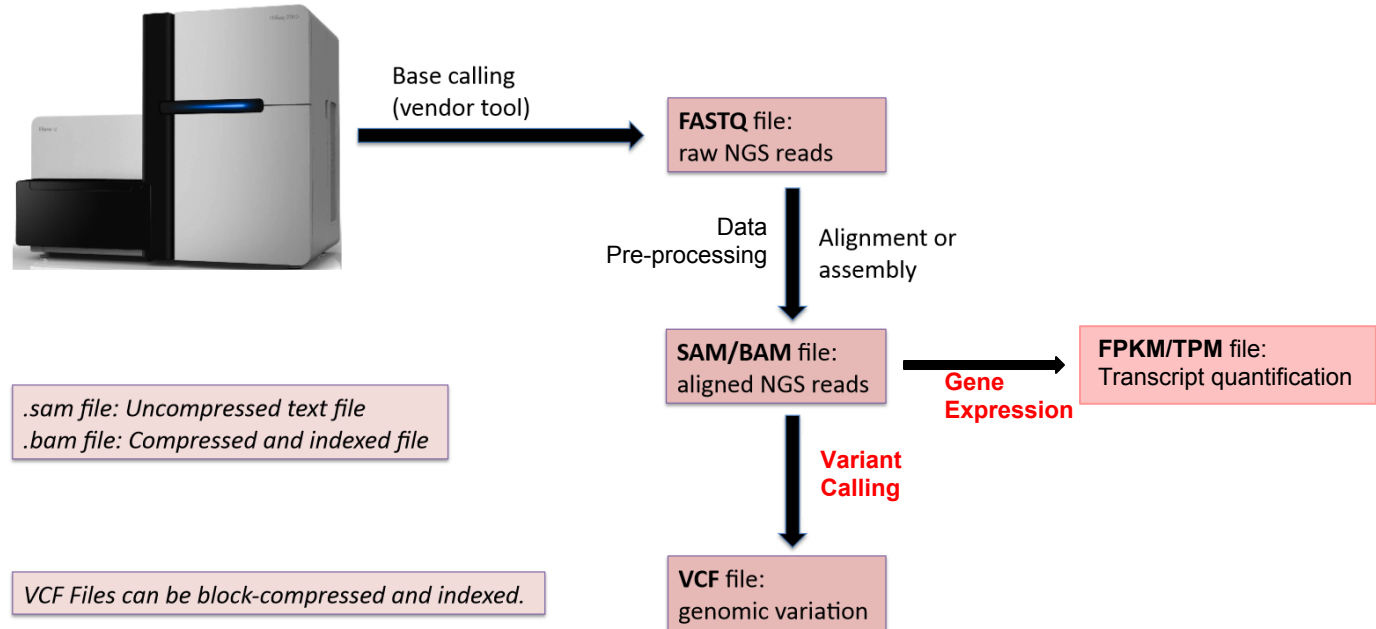 Base calling
(vendor tool)
FASTQ file:
raw NGS reads
Data
Pre-processing
Alignment or
assembly
SAM/BAM file:
aligned NGS reads
Gene
Expression
FPKM/TPM file:
Transcript quantification
.sam file: Uncompressed text file
.bam file: Compressed and indexed file
Variant
Calling
VCF Files can be block-compressed and indexed.
VCF file:
genomic variation